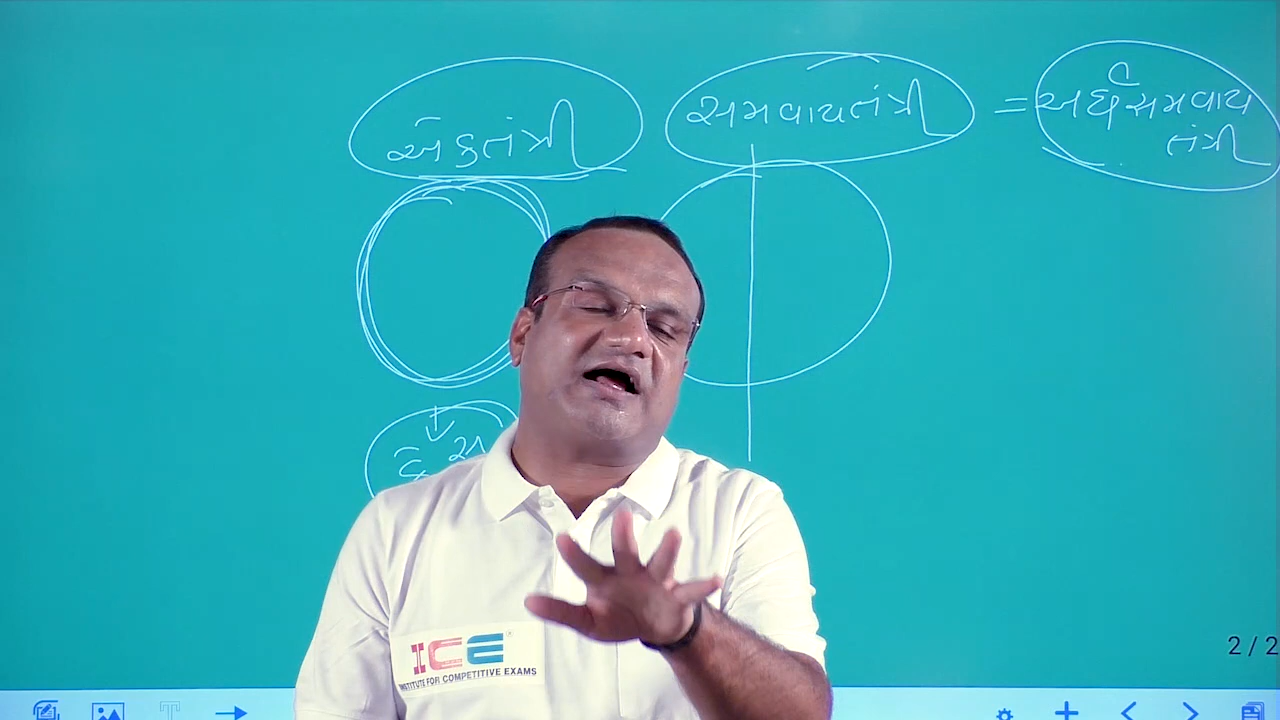 એકતંત્રી
સમવાયતંત્રી
= અર્ધસમવાય
તંત્રી
ICE
INSTITUTE FOR COMPETITIVE EXAMS
2 / 2